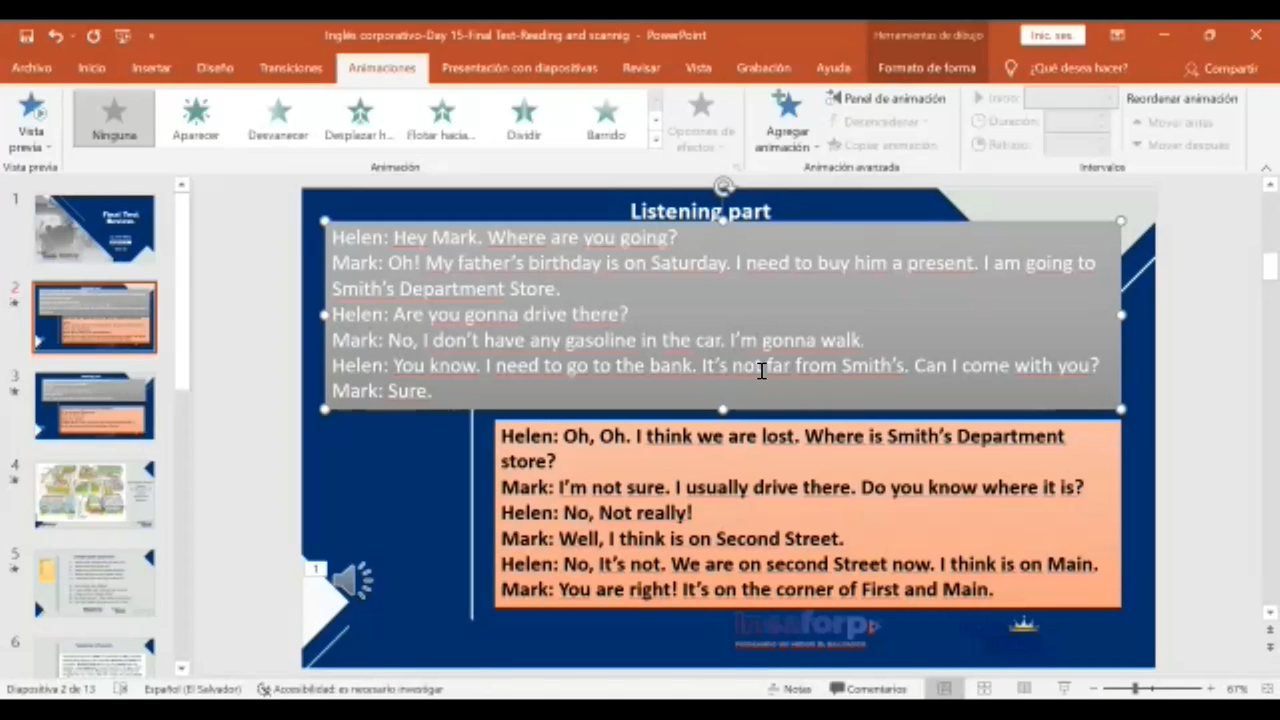 Inglés corporativo-Day 15-Final Test-Reading and scannig - PowerPoint
Herramientas de dibujo
Inic. ses.
Archivo Inicio Insertar Diseño Transiciones Animaciones Presentación con diapositivas Revisar Vista Grabación Ayuda Formato de forma ¿Qué desea hacer? Compartir
Vista previa
Ninguna Aparecer Desvanecer Desplazar h... Flotar hacia... Dividir Barrido
Opciones de efectos
Agregar animación
Panel de animación
Desencadenar
Copiar animación
Inicio:
Duración:
Retraso:
Reordenar animación
Mover antes
Mover después
Vista previa Animación Animación avanzada Intervalos
1
Final Test
2
3
4
5
6
Listening part
Helen: Hey Mark. Where are you going?
Mark: Oh! My father's birthday is on Saturday. I need to buy him a present. I am going to
Smith's Department Store.
Helen: Are you gonna drive there?
Mark: No, I don't have any gasoline in the car. I'm gonna walk.
Helen: You know. I need to go to the bank. It's not far from Smith's. Can I come with you?
Mark: Sure.
Helen: Oh, Oh. I think we are lost. Where is Smith's Department
store?
Mark: I'm not sure. I usually drive there. Do you know where it is?
Helen: No, Not really!
Mark: Well, I think is on Second Street.
Helen: No, It's not. We are on second Street now. I think is on Main.
Mark: You are right! It's on the corner of First and Main.
1
insaforp
Diapositiva 2 de 13 Español (El Salvador) Accesibilidad: es necesario investigar Notas Comentarios 67%